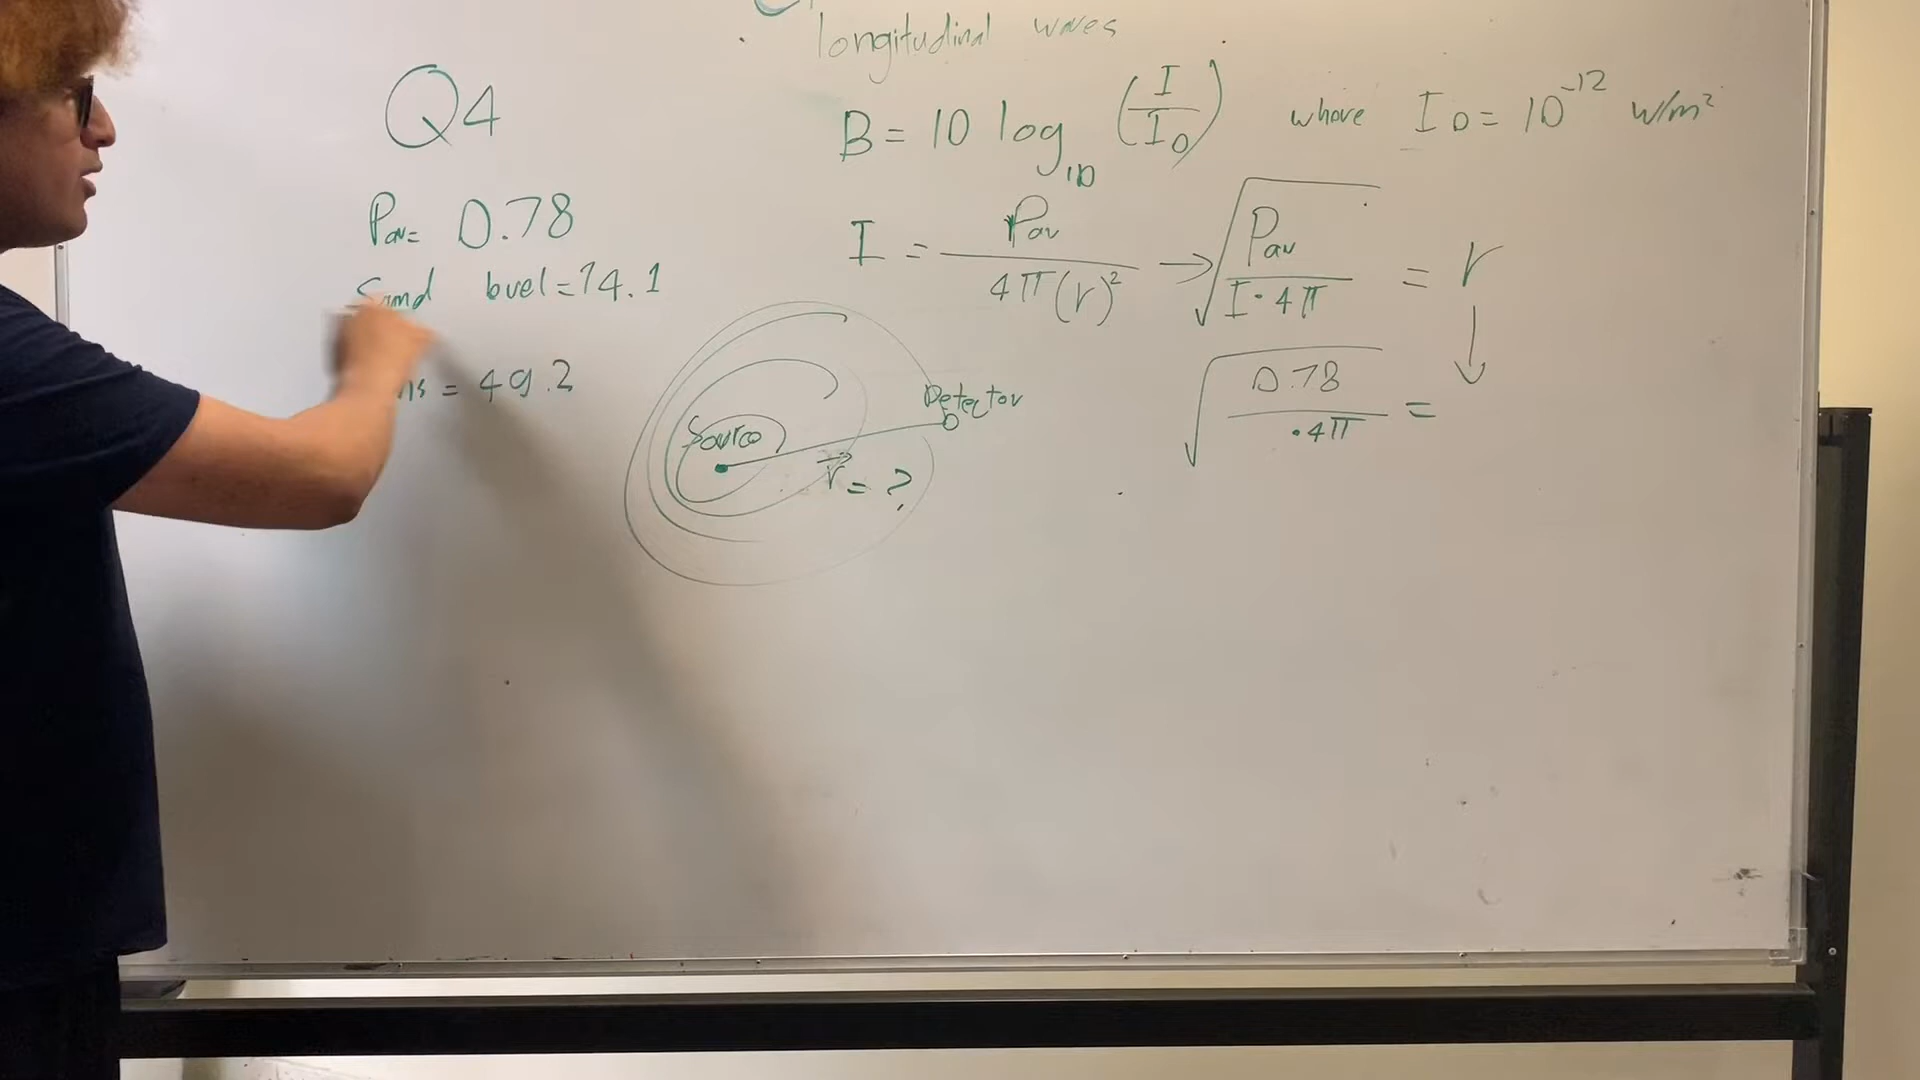 longitudinal waves
Q4
B = 10 log₁₀ (I/I₀) where I₀ = 10⁻¹² w/m²
Pav = 0.78
I = Pav / 4π(r)² → √(Pav / I · 4π) = r
Sound level = 74.1
√(0.78 / · 4π) =
= 49.2
Detector
Source
r = ?